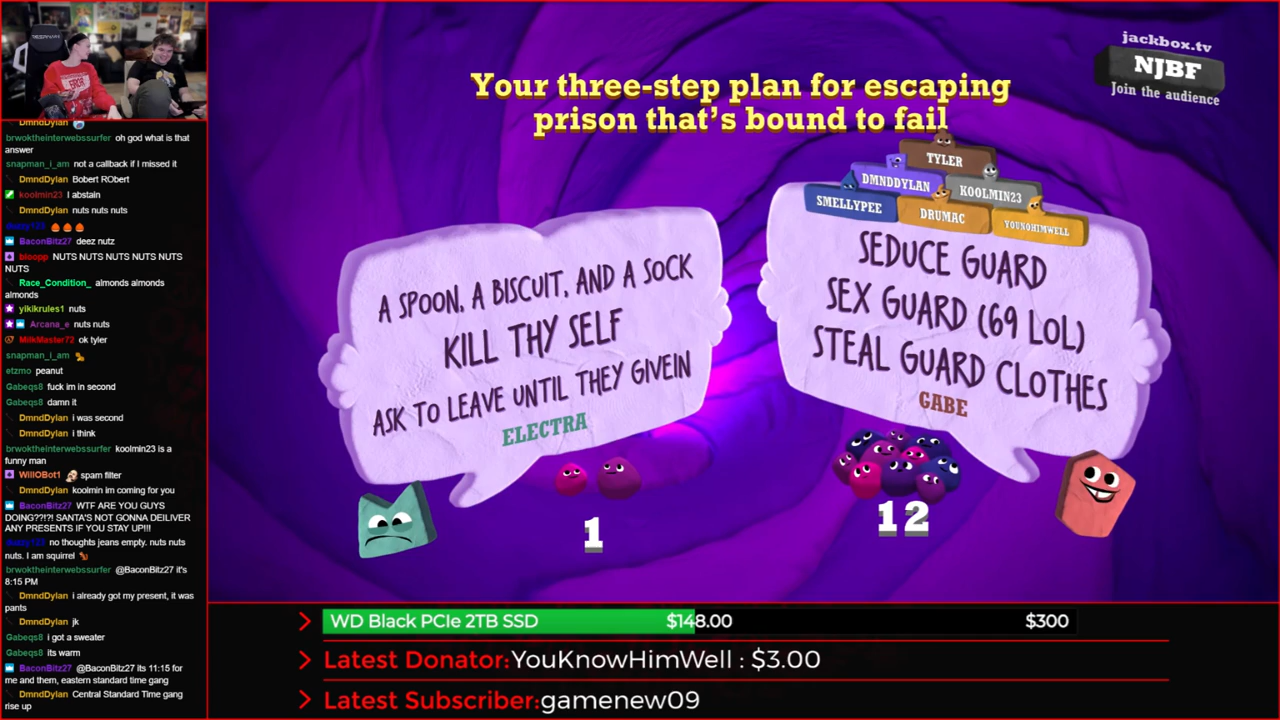 DmndDylan
brwoktheinterwebssurfer oh god what is that
answer
snapman_i_am not a callback if I missed it
DmndDylan Bobert RObert
koolmin23 I abstain
DmndDylan nuts nuts nuts
BaconBitz27 deez nutz
bloopp NUTS NUTS NUTS NUTS NUTS
NUTS
Race_Condition_ almonds almonds
almonds
yikikrules1 nuts
Arcana_e nuts nuts
MilkMaster72 ok tyler
snapman_i_am
etzmo peanut
Gabeqs8 fuck im in second
Gabeqs8 damn it
DmndDylan i was second
DmndDylan i think
brwoktheinterwebssurfer koolmin23 is a
funny man
WillOBot1 spam filter
DmndDylan koolmin im coming for you
BaconBitz27 WTF ARE YOU GUYS
DOING??!?! SANTA'S NOT GONNA DEILIVER
ANY PRESENTS IF YOU STAY UP!!!
no thoughts jeans empty. nuts nuts
nuts. I am squirrel
brwoktheinterwebssurfer @BaconBitz27 it's
8:15 PM
DmndDylan i already got my present, it was
pants
DmndDylan jk
Gabeqs8 i got a sweater
Gabeqs8 its warm
BaconBitz27 @BaconBitz27 its 11:15 for
me and them, eastern standard time gang
DmndDylan Central Standard Time gang
rise up
Your three-step plan for escaping
prison that's bound to fail
jackbox.tv
NJBF
Join the audience
A SPOON, A BISCUIT, AND A SOCK
KILL THY SELF
ASK TO LEAVE UNTIL THEY GIVEIN
ELECTRA
1
TYLER
DMNDDYLAN
KOOLMIN23
SMELLYPEE
DRUMAC
YOUNOHIMWELL
SEDUCE GUARD
SEX GUARD (69 LOL)
STEAL GUARD CLOTHES
GABE
12
WD Black PCIe 2TB SSD $148.00 $300
> Latest Donator:YouKnowHimWell : $3.00
> Latest Subscriber:gamenew09